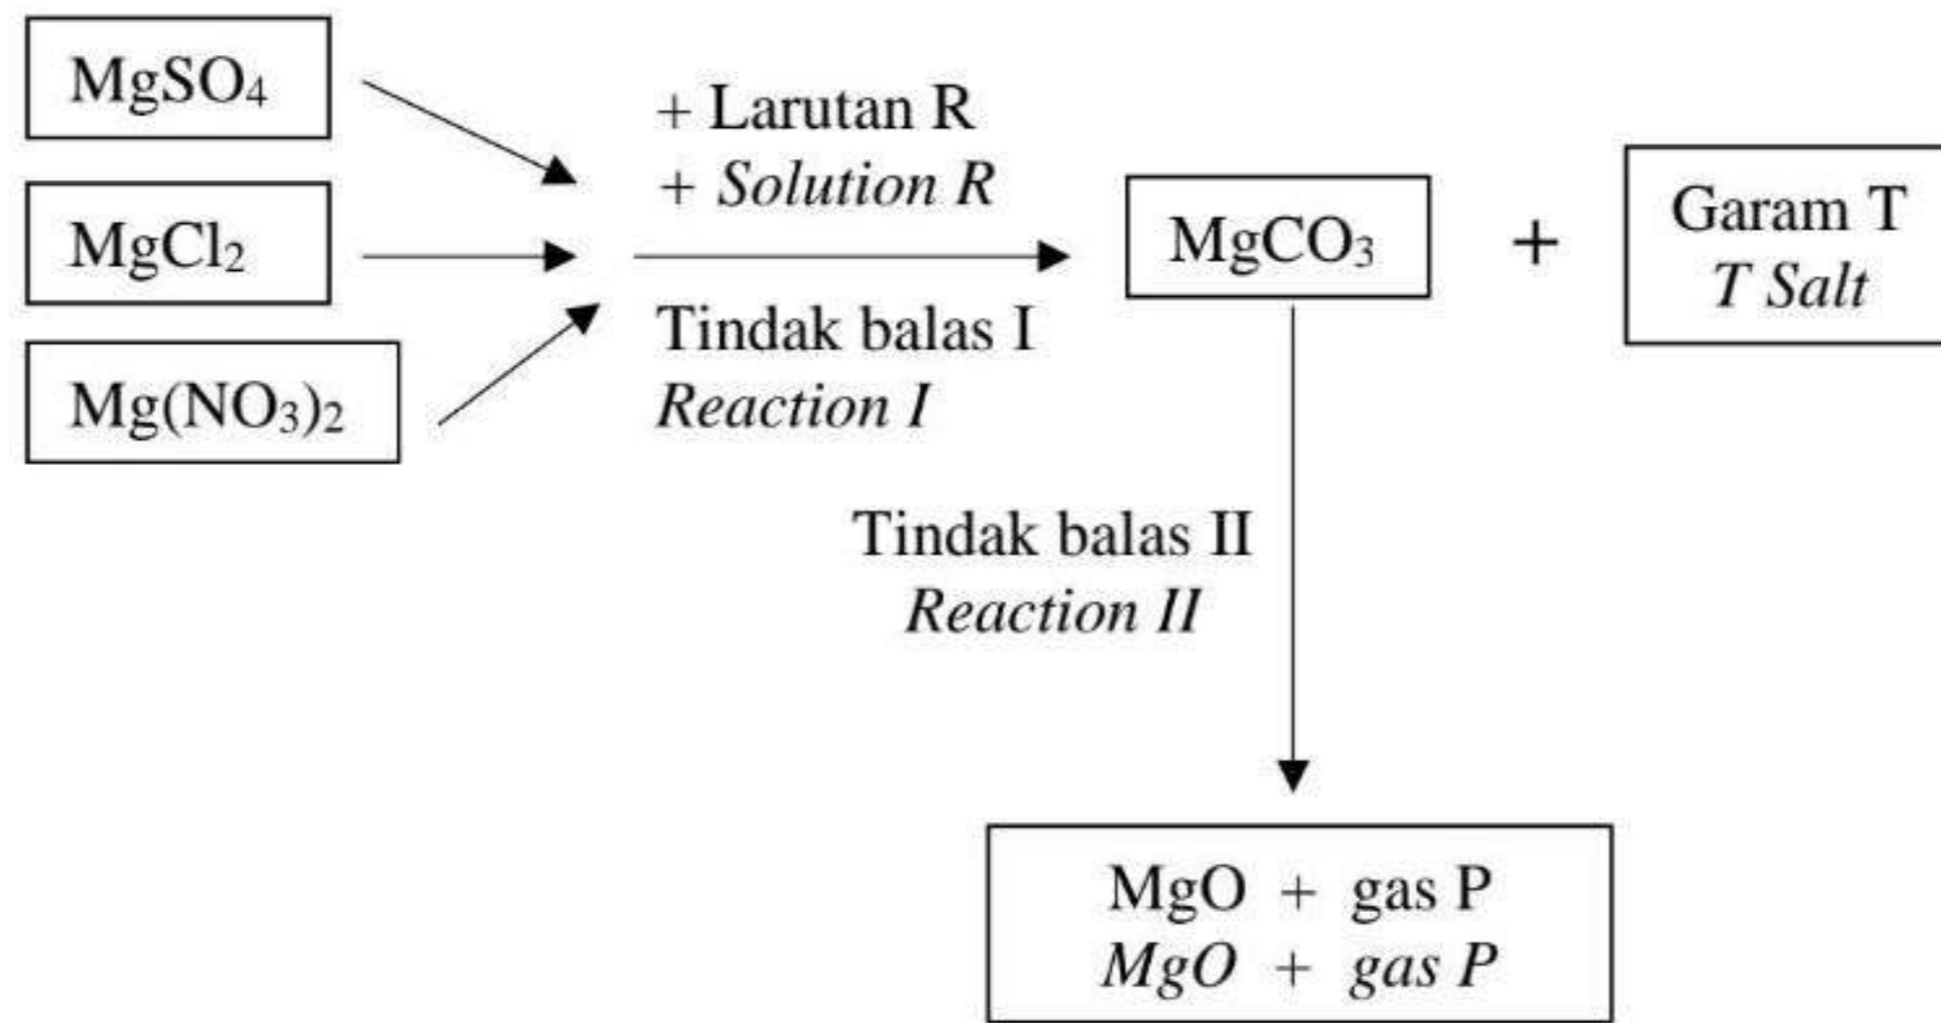 MgSO₄
MgCl₂
Mg(NO₃)₂
+ Larutan R
+ Solution R
Tindak balas I
Reaction I
MgCO₃
+
Garam T
T Salt
Tindak balas II
Reaction II
MgO + gas P
MgO + gas P